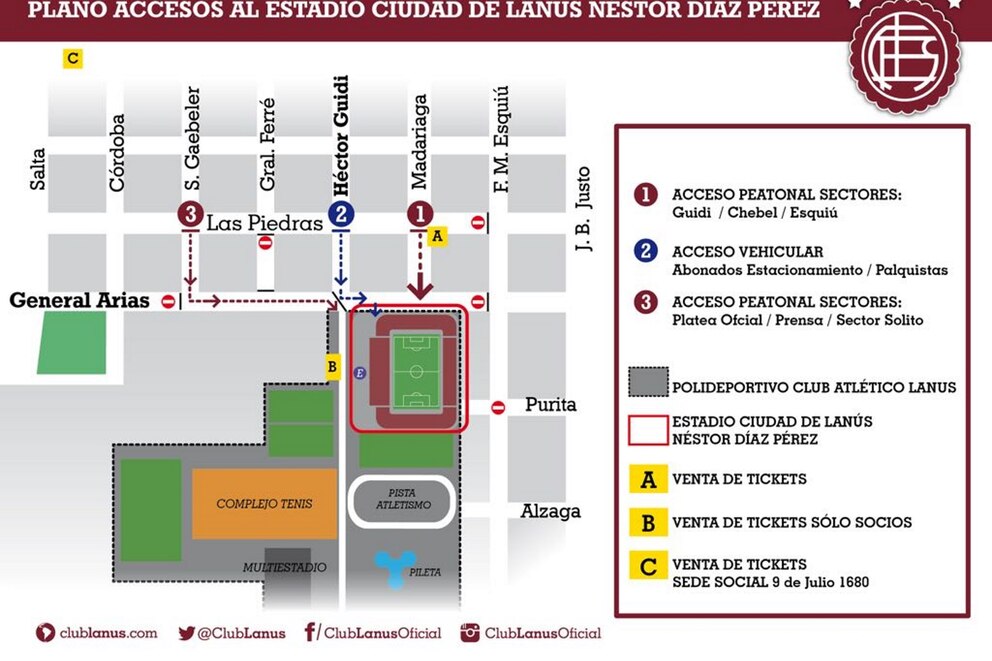 PLANO ACCESOS AL ESTADIO CIUDAD DE LANÚS NÉSTOR DÍAZ PÉREZ
C
Salta
Córdoba
S. Gaebeler
Gral. Ferré
Héctor Guidi
Madariaga
F. M. Esquiú
J. B. Justo
3
Las Piedras
2
1
A
General Arias
B
E
Purita
COMPLEJO TENIS
PISTA
ATLETISMO
Alzaga
MULTIESTADIO
PILETA
1 ACCESO PEATONAL SECTORES:
Guidi / Chebel / Esquiú
2 ACCESO VEHICULAR
Abonados Estacionamiento / Palquistas
3 ACCESO PEATONAL SECTORES:
Platea Ofcial / Prensa / Sector Solito
POLIDEPORTIVO CLUB ATLÉTICO LANUS
ESTADIO CIUDAD DE LANÚS
NÉSTOR DÍAZ PÉREZ
A VENTA DE TICKETS
B VENTA DE TICKETS SÓLO SOCIOS
C VENTA DE TICKETS
SEDE SOCIAL 9 de Julio 1680
clublanus.com @ClubLanus f/ClubLanusOficial ClubLanusOficial